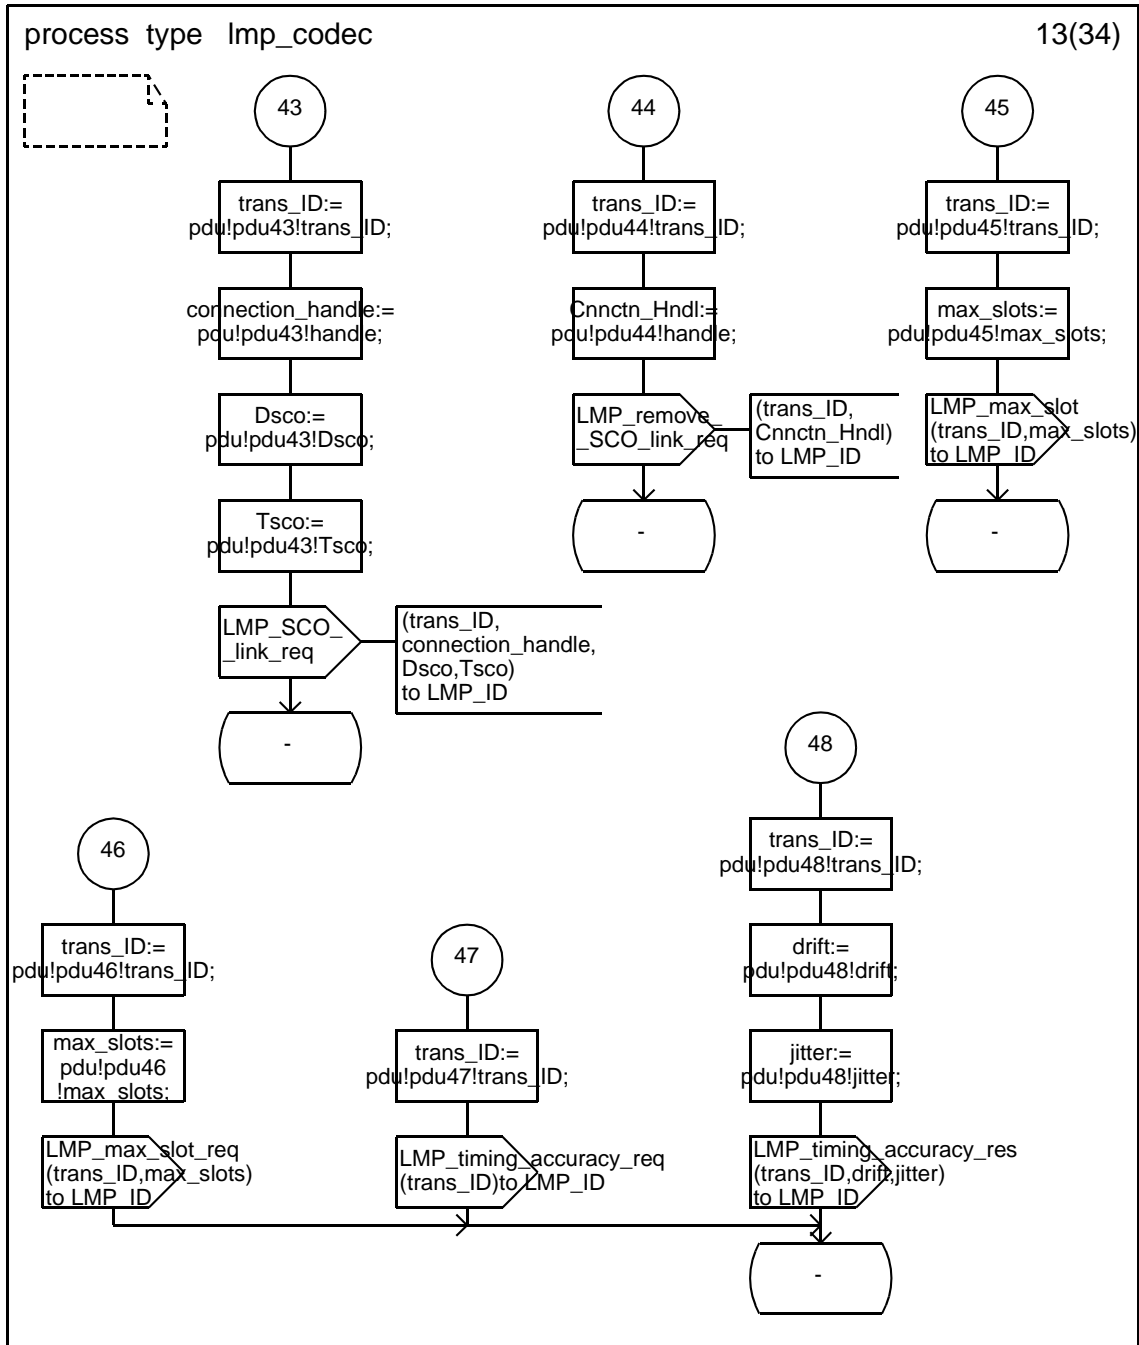 process type lmp_codec
13(34)
43
trans_ID:=
pdu!pdu43!trans_ID;
connection_handle:=
pdu!pdu43!handle;
Dsco:=
pdu!pdu43!Dsco;
Tsco:=
pdu!pdu43!Tsco;
LMP_SCO_
_link_req
(trans_ID,
connection_handle,
Dsco,Tsco)
to LMP_ID
-
44
trans_ID:=
pdu!pdu44!trans_ID;
Cnnctn_Hndl:=
pdu!pdu44!handle;
LMP_remove_
_SCO_link_req
(trans_ID,
Cnnctn_Hndl)
to LMP_ID
-
45
trans_ID:=
pdu!pdu45!trans_ID;
max_slots:=
pdu!pdu45!max_slots;
LMP_max_slot
(trans_ID,max_slots)
to LMP_ID
-
46
trans_ID:=
pdu!pdu46!trans_ID;
max_slots:=
pdu!pdu46
!max_slots;
LMP_max_slot_req
(trans_ID,max_slots)
to LMP_ID
47
trans_ID:=
pdu!pdu47!trans_ID;
LMP_timing_accuracy_req
(trans_ID)to LMP_ID
48
trans_ID:=
pdu!pdu48!trans_ID;
drift:=
pdu!pdu48!drift;
jitter:=
pdu!pdu48!jitter;
LMP_timing_accuracy_res
(trans_ID,drift,jitter)
to LMP_ID
-